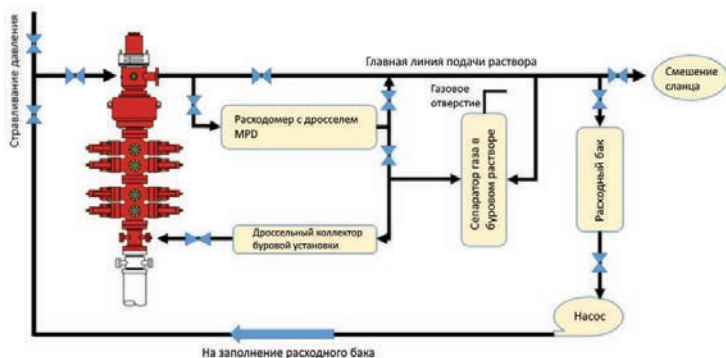 Стравливание давления
Главная линия подачи раствора
Смешение
сланца
Газовое
отверстие
Расходомер с дросселем
MPD
Сепаратор газа в
буровом растворе
Расходный бак
Дроссельный коллектор
буровой установки
Насос
На заполнение расходного бака